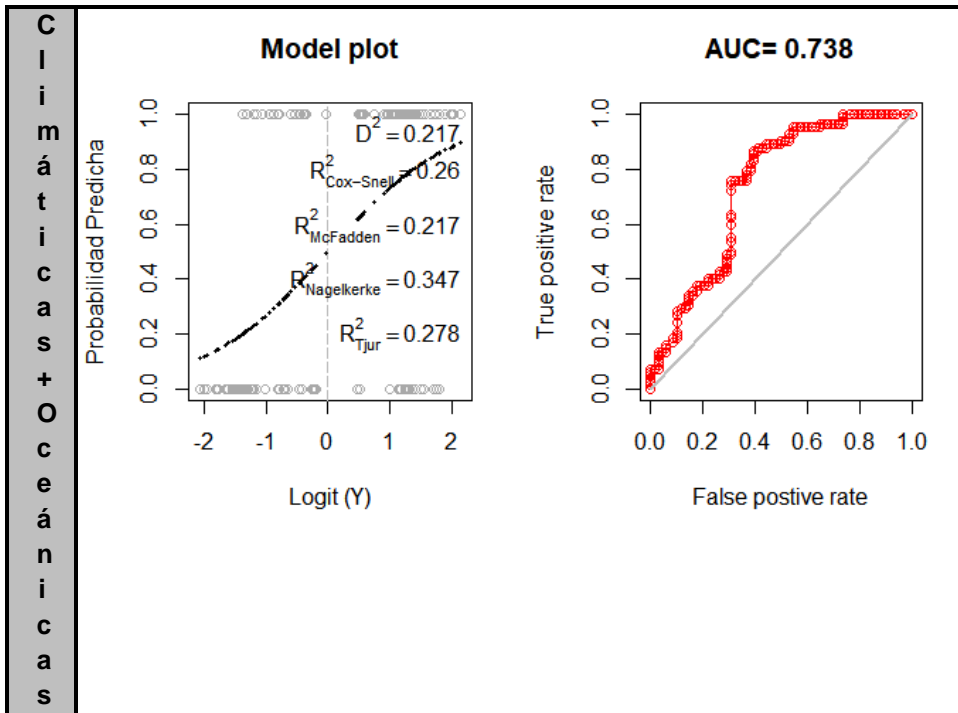 Climáticas+Oceánicas
Model plot
Probabilidad Predicha
1.0
0.8
0.6
0.4
0.2
0.0
D² = 0.217
R²Cox−Snell = 0.26
R²McFadden = 0.217
R²Nagelkerke = 0.347
R²Tjur = 0.278
-2 -1 0 1 2
Logit (Y)
AUC= 0.738
True positive rate
1.0
0.8
0.6
0.4
0.2
0.0
0.0 0.2 0.4 0.6 0.8 1.0
False postive rate